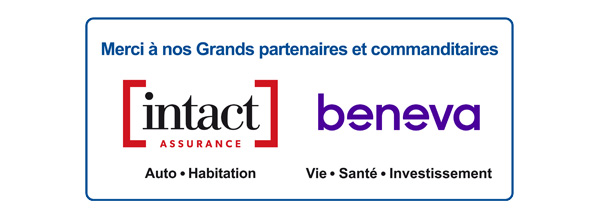 Merci à nos Grands partenaires et commanditaires
intact
ASSURANCE
beneva
Auto • Habitation
Vie • Santé • Investissement